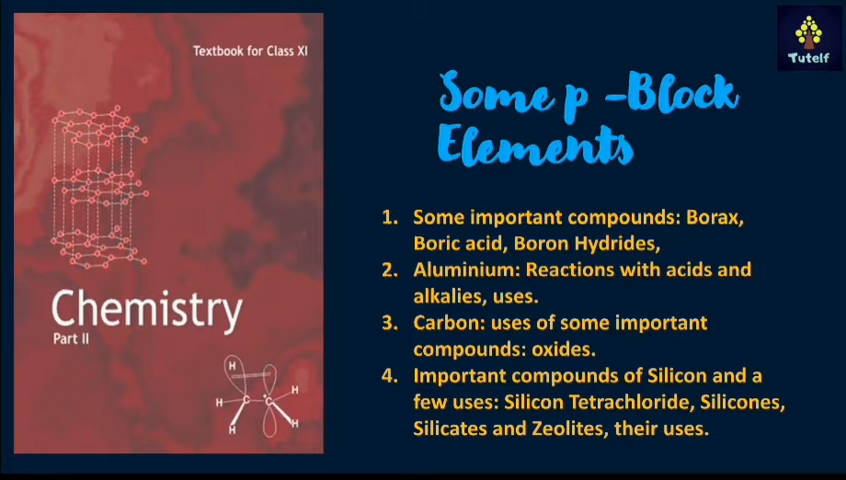 Textbook for Class XI
Chemistry
Part II
H
H
H
C
C
H
H
Tutelf
Some p -Block
Elements
1. Some important compounds: Borax,
Boric acid, Boron Hydrides,
2. Aluminium: Reactions with acids and
alkalies, uses.
3. Carbon: uses of some important
compounds: oxides.
4. Important compounds of Silicon and a
few uses: Silicon Tetrachloride, Silicones,
Silicates and Zeolites, their uses.